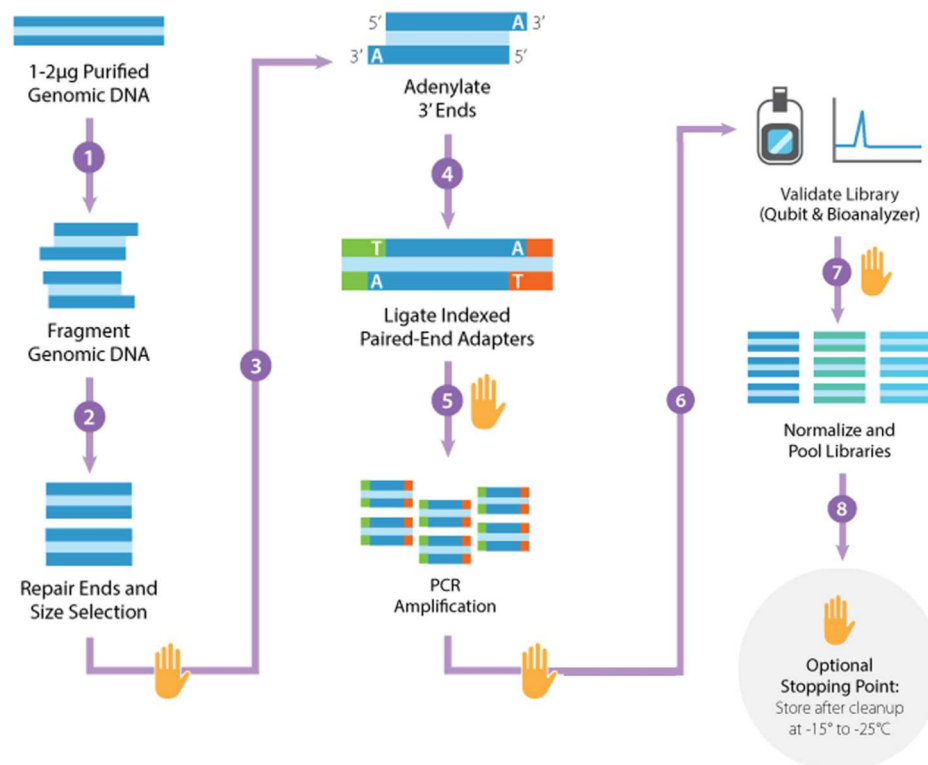 1-2µg Purified
Genomic DNA
1
Fragment
Genomic DNA
2
Repair Ends and
Size Selection
3
5′ A 3′
3′ A 5′
Adenylate
3′ Ends
4
T A
A T
Ligate Indexed
Paired-End Adapters
5
PCR
Amplification
6
Validate Library
(Qubit & Bioanalyzer)
7
Normalize and
Pool Libraries
8
Optional
Stopping Point:
Store after cleanup
at -15° to -25°C